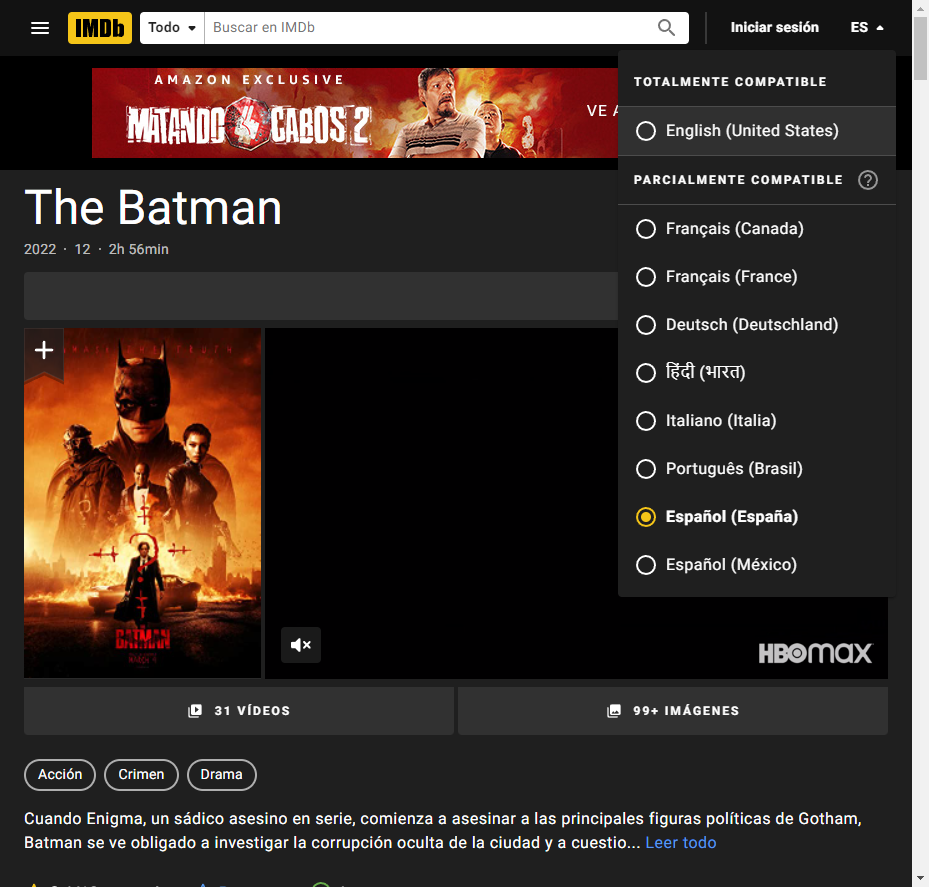 IMDb
Todo
Buscar en IMDb
Iniciar sesión
ES
AMAZON EXCLUSIVE
MATANDO CABOS 2
VE A
TOTALMENTE COMPATIBLE
English (United States)
PARCIALMENTE COMPATIBLE ?
Français (Canada)
Français (France)
Deutsch (Deutschland)
हिंदी (भारत)
Italiano (Italia)
Português (Brasil)
Español (España)
Español (México)
The Batman
2022 · 12 · 2h 56min
THE TRUTH
THE
BATMAN
HBOMAX
31 VÍDEOS
99+ IMÁGENES
Acción
Crimen
Drama
Cuando Enigma, un sádico asesino en serie, comienza a asesinar a las principales figuras políticas de Gotham,
Batman se ve obligado a investigar la corrupción oculta de la ciudad y a cuestio... Leer todo